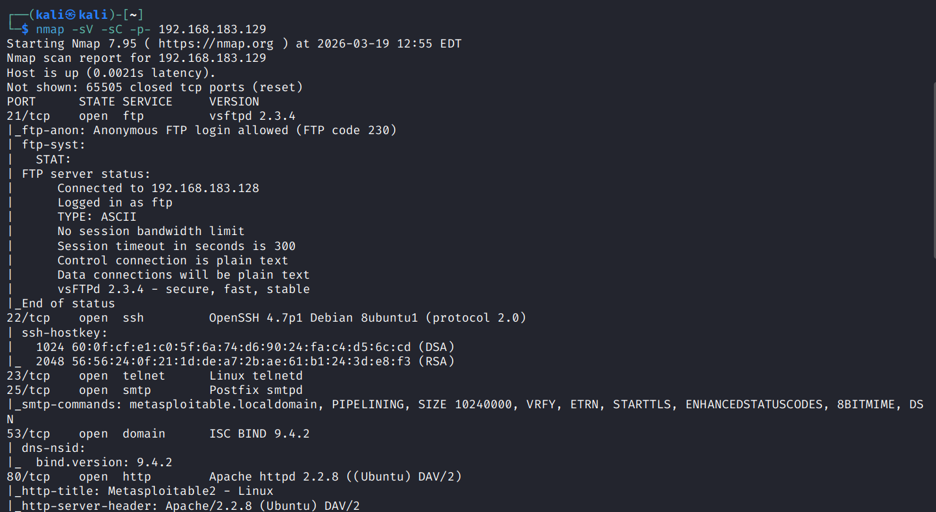 ┌──(kali㉿kali)-[~]
└─$ nmap -sV -sC -p- 192.168.183.129
Starting Nmap 7.95 ( https://nmap.org ) at 2026-03-19 12:55 EDT
Nmap scan report for 192.168.183.129
Host is up (0.0021s latency).
Not shown: 65505 closed tcp ports (reset)
PORT      STATE SERVICE     VERSION
21/tcp    open  ftp         vsftpd 2.3.4
|_ftp-anon: Anonymous FTP login allowed (FTP code 230)
| ftp-syst:
|   STAT:
| FTP server status:
|      Connected to 192.168.183.128
|      Logged in as ftp
|      TYPE: ASCII
|      No session bandwidth limit
|      Session timeout in seconds is 300
|      Control connection is plain text
|      Data connections will be plain text
|      vsFTPd 2.3.4 - secure, fast, stable
|_End of status
22/tcp    open  ssh         OpenSSH 4.7p1 Debian 8ubuntu1 (protocol 2.0)
| ssh-hostkey:
|   1024 60:0f:cf:e1:c0:5f:6a:74:d6:90:24:fa:c4:d5:6c:cd (DSA)
|_  2048 56:56:24:0f:21:1d:de:a7:2b:ae:61:b1:24:3d:e8:f3 (RSA)
23/tcp    open  telnet      Linux telnetd
25/tcp    open  smtp        Postfix smtpd
|_smtp-commands: metasploitable.localdomain, PIPELINING, SIZE 10240000, VRFY, ETRN, STARTTLS, ENHANCEDSTATUSCODES, 8BITMIME, DS
N
53/tcp    open  domain      ISC BIND 9.4.2
| dns-nsid:
|_  bind.version: 9.4.2
80/tcp    open  http        Apache httpd 2.2.8 ((Ubuntu) DAV/2)
|_http-title: Metasploitable2 - Linux
|_http-server-header: Apache/2.2.8 (Ubuntu) DAV/2